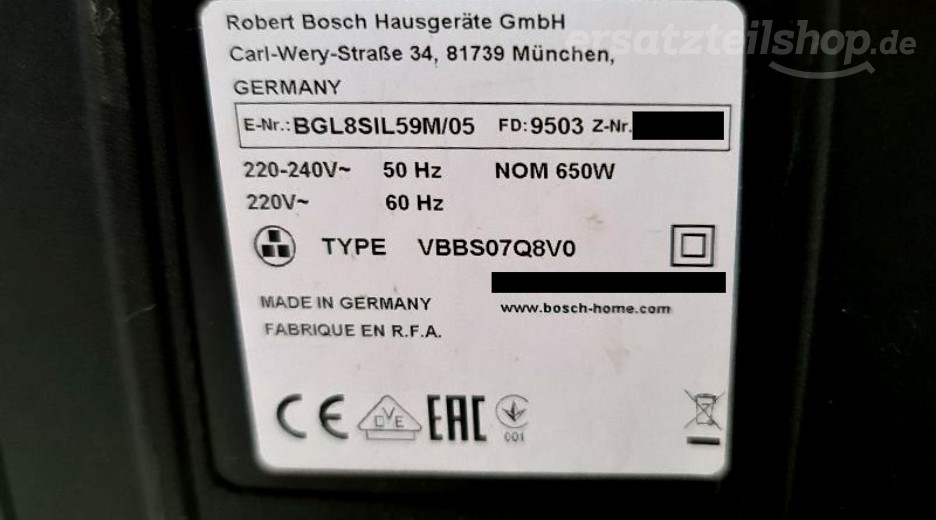 Robert Bosch Hausgeräte GmbH
ersatzteilshop.de
Carl-Wery-Straße 34, 81739 München,
GERMANY
E-Nr.: BGL8SIL59M/05 FD: 9503 Z-Nr.
220-240V~ 50 Hz NOM 650W
220V~ 60 Hz
TYPE VBBS07Q8V0
MADE IN GERMANY www.bosch-home.com
FABRIQUE EN R.F.A.
CE DVE EAC 001